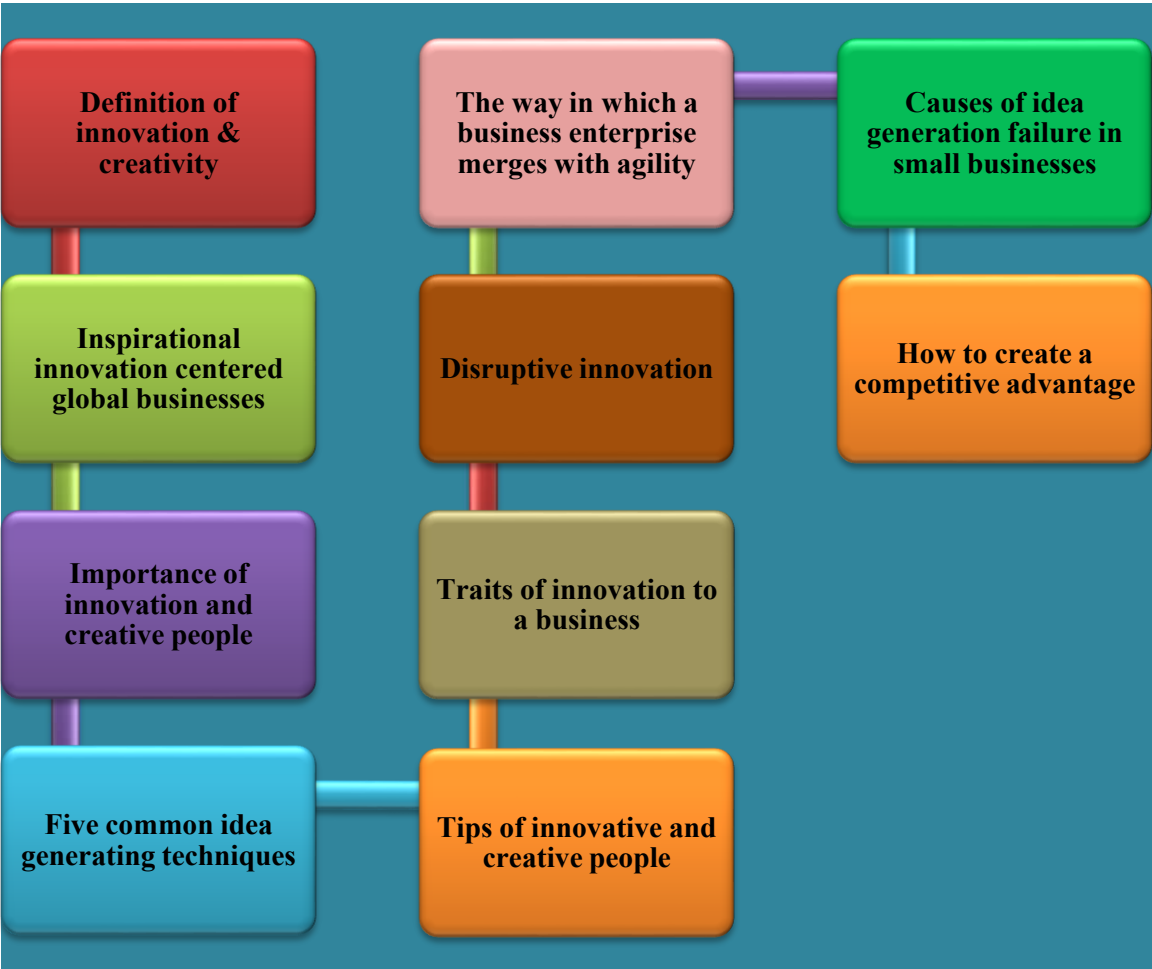 Definition of
innovation &
creativity
Inspirational
innovation centered
global businesses
Importance of
innovation and
creative people
Five common idea
generating techniques
Tips of innovative and
creative people
Traits of innovation to
a business
Disruptive innovation
The way in which a
business enterprise
merges with agility
Causes of idea
generation failure in
small businesses
How to create a
competitive advantage